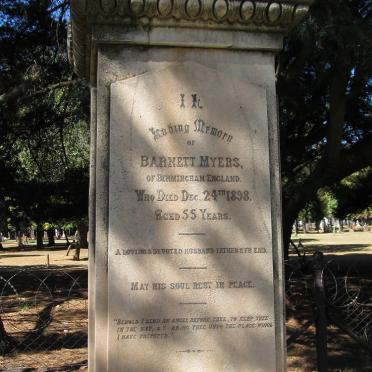 In
Loving Memory
of
BARNETT MYERS,
OF BIRMINGHAM ENGLAND.
WHO DIED DEC. 24TH 1898.
AGED 55 YEARS.
A LOVING & DEVOTED HUSBAND FATHER & FRIEND.
MAY HIS SOUL REST IN PEACE.
"BEHOLD I SEND AN ANGEL BEFORE THEE, TO KEEP THEE
IN THE WAY, & TO BRING THEE UNTO THE PLACE WHICH
I HAVE PREPARED."